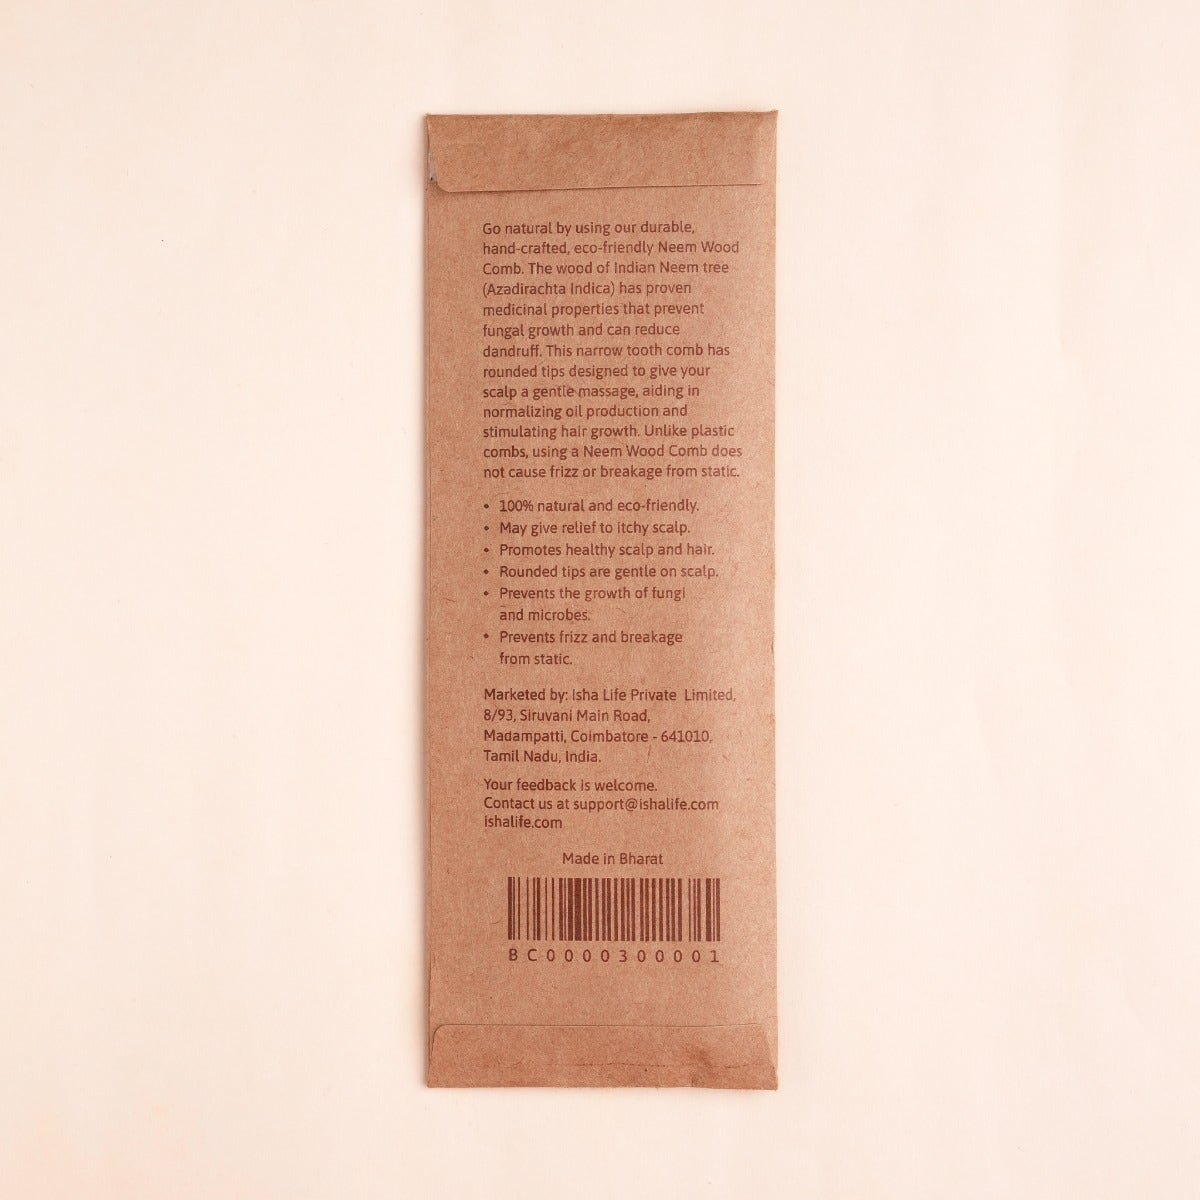 Go natural by using our durable,
hand-crafted, eco-friendly Neem Wood
Comb. The wood of Indian Neem tree
(Azadirachta Indica) has proven
medicinal properties that prevent
fungal growth and can reduce
dandruff. This narrow tooth comb has
rounded tips designed to give your
scalp a gentle massage, aiding in
normalizing oil production and
stimulating hair growth. Unlike plastic
combs, using a Neem Wood Comb does
not cause frizz or breakage from static.
• 100% natural and eco-friendly.
• May give relief to itchy scalp.
• Promotes healthy scalp and hair.
• Rounded tips are gentle on scalp.
• Prevents the growth of fungi
and microbes.
• Prevents frizz and breakage
from static.
Marketed by: Isha Life Private Limited,
8/93, Siruvani Main Road,
Madampatti, Coimbatore - 641010,
Tamil Nadu, India.
Your feedback is welcome.
Contact us at support@ishalife.com
ishalife.com
Made in Bharat
BC0000300001